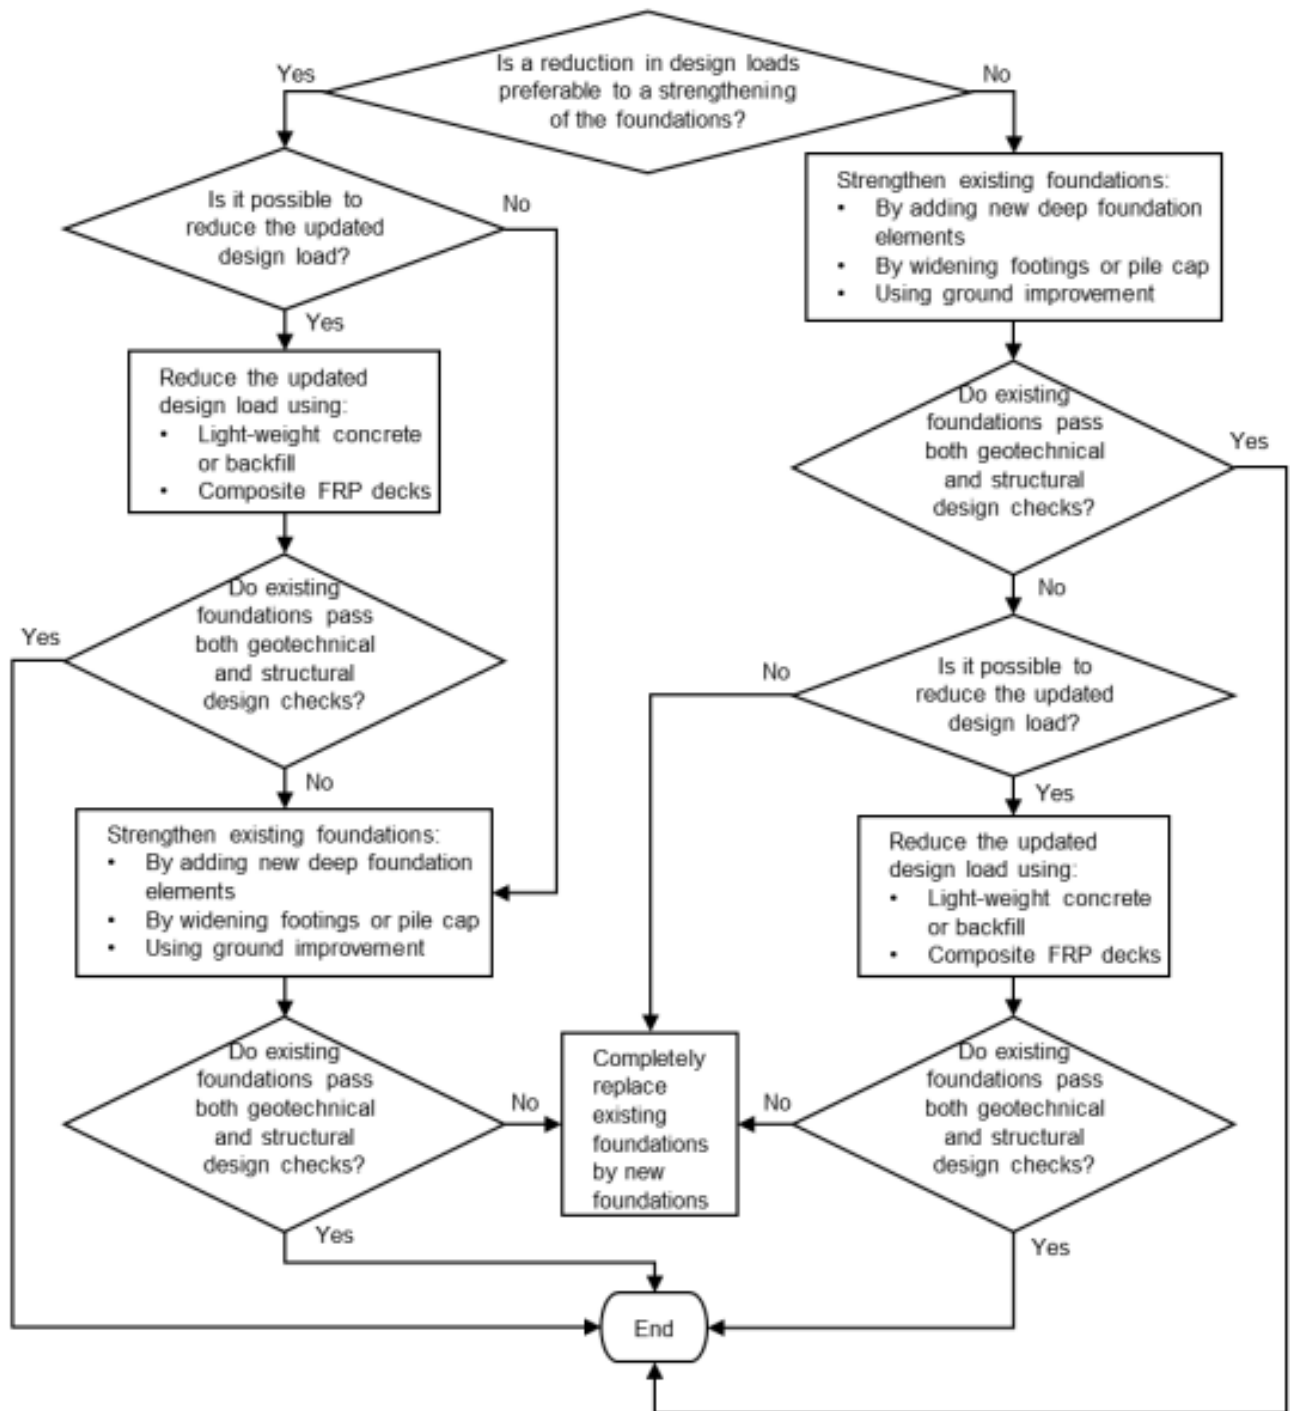 Is a reduction in design loads
preferable to a strengthening
of the foundations?
Yes
No
Is it possible to
reduce the updated
design load?
No
Yes
Reduce the updated
design load using:
• Light-weight concrete
or backfill
• Composite FRP decks
Do existing
foundations pass
both geotechnical
and structural
design checks?
Yes
No
Strengthen existing foundations:
• By adding new deep foundation
elements
• By widening footings or pile cap
• Using ground improvement
Do existing
foundations pass
both geotechnical
and structural
design checks?
No
Yes
Strengthen existing foundations:
• By adding new deep foundation
elements
• By widening footings or pile cap
• Using ground improvement
Do existing
foundations pass
both geotechnical
and structural
design checks?
Yes
No
Is it possible to
reduce the updated
design load?
No
Yes
Reduce the updated
design load using:
• Light-weight concrete
or backfill
• Composite FRP decks
Do existing
foundations pass
both geotechnical
and structural
design checks?
No
Yes
Completely
replace
existing
foundations
by new
foundations
End